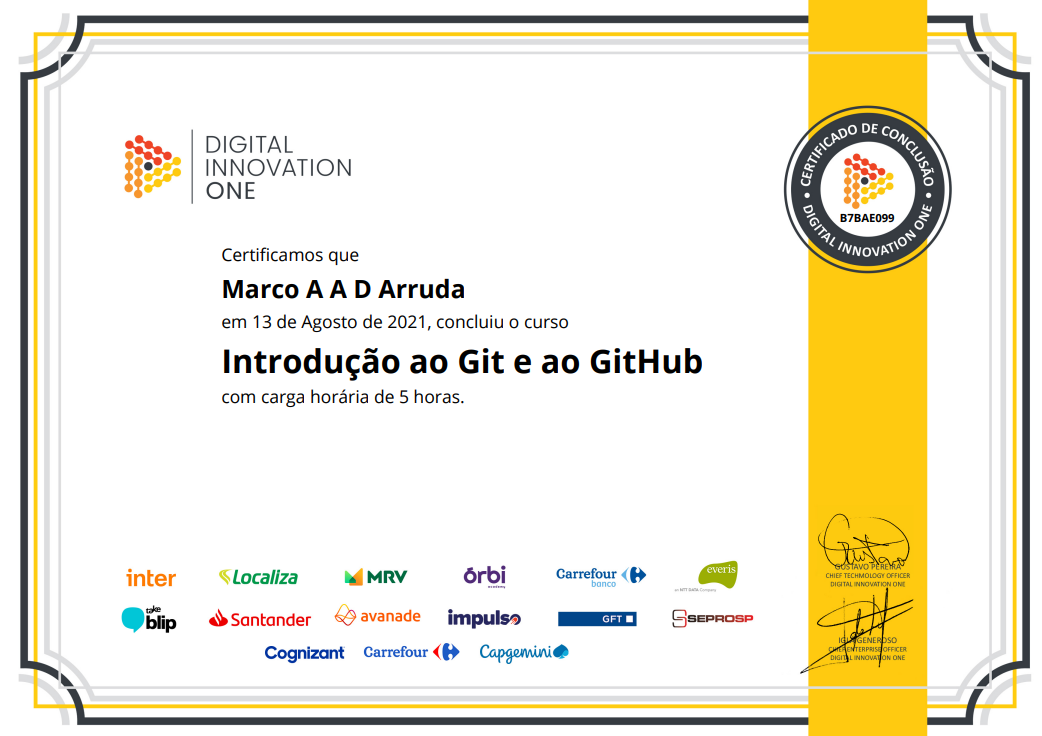 DIGITAL
INNOVATION
ONE
CERTIFICADO DE CONCLUSÃO
B7BAE099
DIGITAL INNOVATION ONE
Certificamos que
Marco A A D Arruda
em 13 de Agosto de 2021, concluiu o curso
Introdução ao Git e ao GitHub
com carga horária de 5 horas.
GUSTAVO PEREIRA
CHIEF TECHNOLOGY OFFICER
DIGITAL INNOVATION ONE
IGLÁ GENEROSO
CHIEF ENTERPRISE OFFICER
DIGITAL INNOVATION ONE
inter
Localiza
MRV
órbi
academy
Carrefour
banco
everis
an NTT DATA Company
take
blip
Santander
avanade
impulso
GFT
SEPROSP
Cognizant
Carrefour
Capgemini